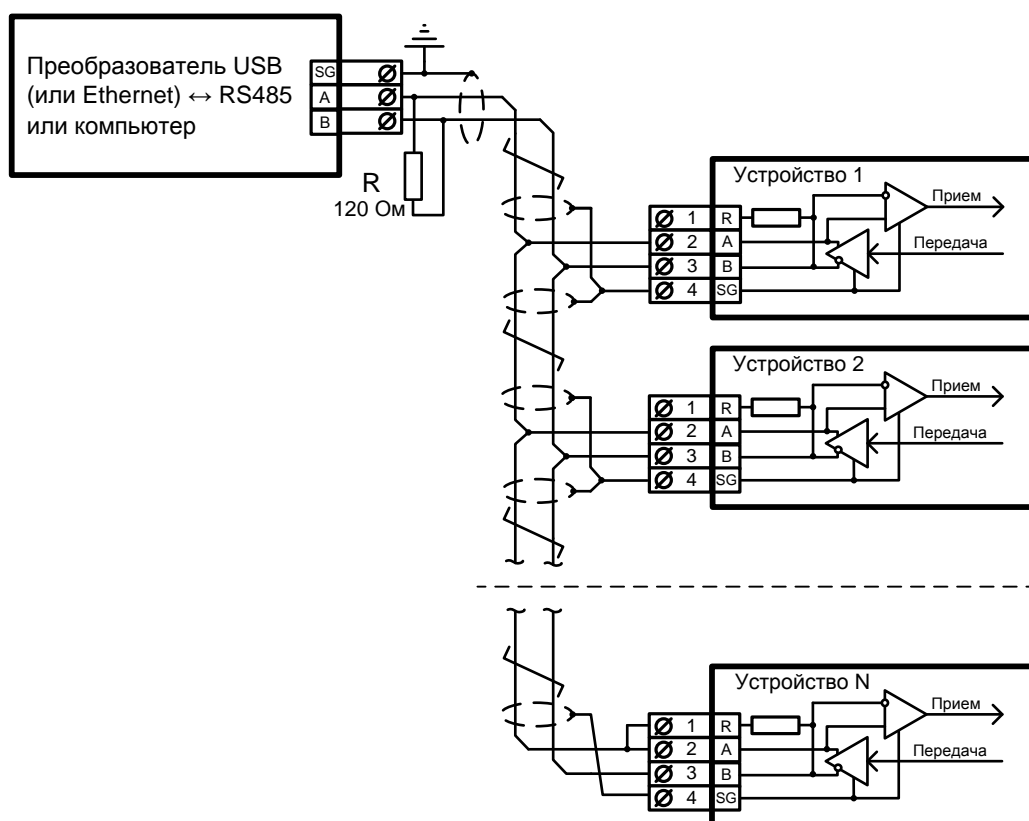 Преобразователь USB
(или Ethernet) ↔ RS485
или компьютер
SG
A
B
R
120 Ом
Устройство 1
1 R
2 A
3 B
4 SG
Прием
Передача
Устройство 2
1 R
2 A
3 B
4 SG
Прием
Передача
Устройство N
1 R
2 A
3 B
4 SG
Прием
Передача